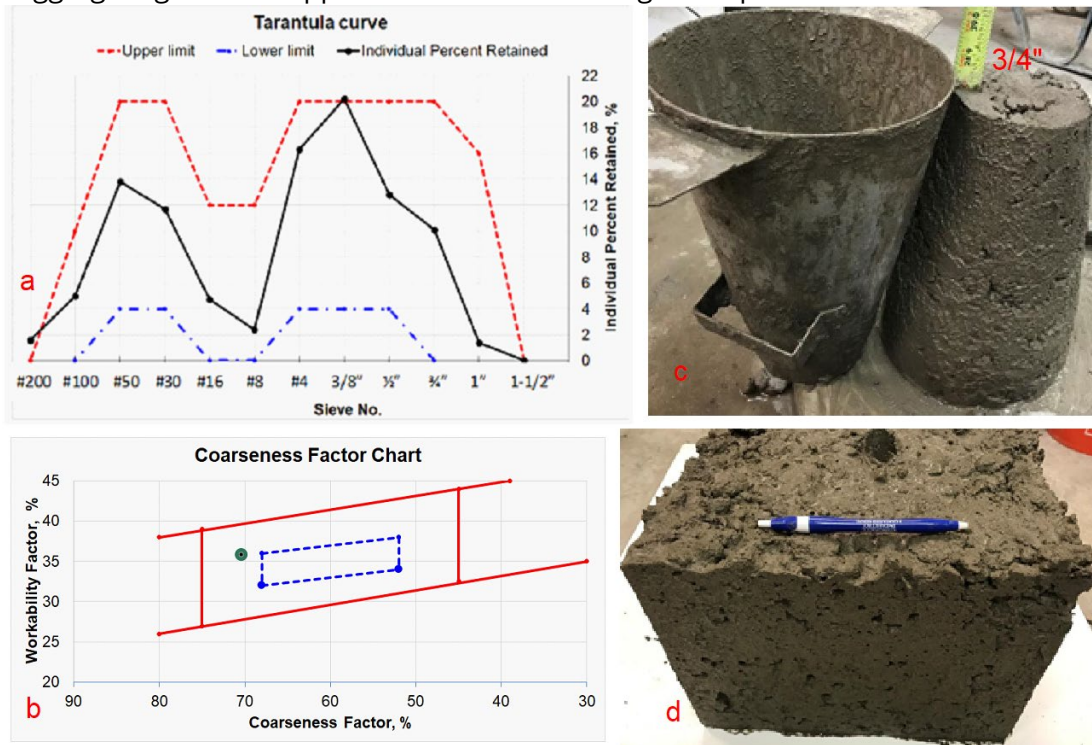 Tarantula curve
Upper limit Lower limit Individual Percent Retained
22
20
18
16
14
12
10
8
6
4
2
0
Individual Percent Retained, %
#200 #100 #50 #30 #16 #8 #4 3/8" ½" ¾" 1" 1-1/2"
Sieve No.
a
3/4"
c
Coarseness Factor Chart
45
40
35
30
25
20
Workability Factor, %
90 80 70 60 50 40 30
Coarseness Factor, %
b
d